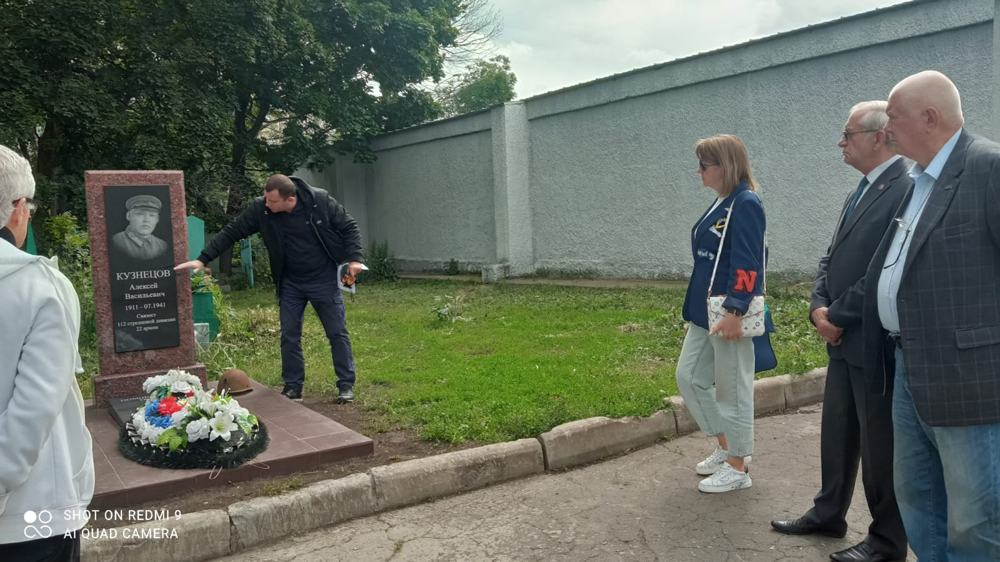 КУЗНЕЦОВ
Алексей
Васильевич
1911 - 07.1941
Связист
112 стрелковой дивизии
22 армии
N
SHOT ON REDMI 9
AI QUAD CAMERA